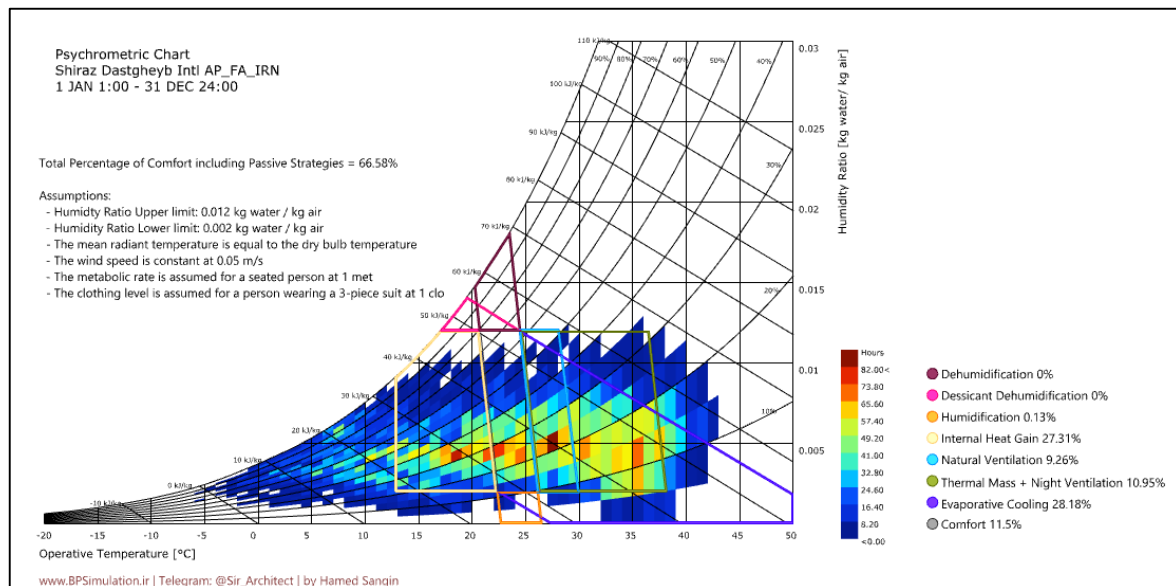 Psychrometric Chart
Shiraz Dastgheyb Intl AP_FA_IRN
1 JAN 1:00 - 31 DEC 24:00
Total Percentage of Comfort including Passive Strategies = 66.58%
Assumptions:
- Humidty Ratio Upper limit: 0.012 kg water / kg air
- Humidity Ratio Lower limit: 0.002 kg water / kg air
- The mean radiant temperature is equal to the dry bulb temperature
- The wind speed is constant at 0.05 m/s
- The metabolic rate is assumed for a seated person at 1 met
- The clothing level is assumed for a person wearing a 3-piece suit at 1 clo
110 kJ/kg
100 kJ/kg
90 kJ/kg
80 kJ/kg
70 kJ/kg
60 kJ/kg
50 kJ/kg
40 kJ/kg
30 kJ/kg
20 kJ/kg
10 kJ/kg
0 kJ/kg
-10 kJ/kg
90% 80% 70% 60% 50% 40%
30%
20%
10%
0.03
0.025
0.02
0.015
0.01
0.005
Humidity Ratio [kg water/ kg air]
-20 -15 -10 -5 0 5 10 15 20 25 30 35 40 45 50
Operative Temperature [°C]
Hours
82.00<
73.80
65.60
57.40
49.20
41.00
32.80
24.60
16.40
8.20
<0.00
Dehumidification 0%
Dessicant Dehumidification 0%
Humidification 0.13%
Internal Heat Gain 27.31%
Natural Ventilation 9.26%
Thermal Mass + Night Ventilation 10.95%
Evaporative Cooling 28.18%
Comfort 11.5%
www.BPSimulation.ir | Telegram: @Sir_Architect | by Hamed Sangin